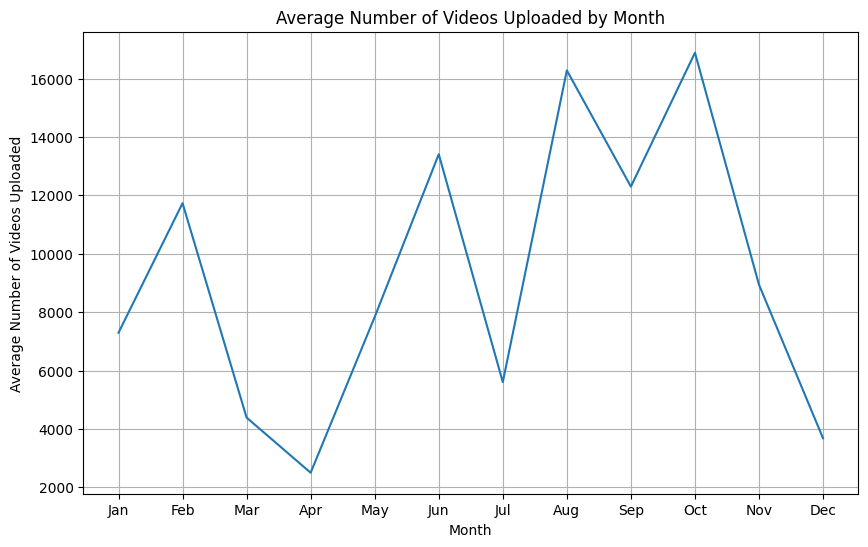 Average Number of Videos Uploaded by Month
Average Number of Videos Uploaded
16000
14000
12000
10000
8000
6000
4000
2000
Jan Feb Mar Apr May Jun Jul Aug Sep Oct Nov Dec
Month